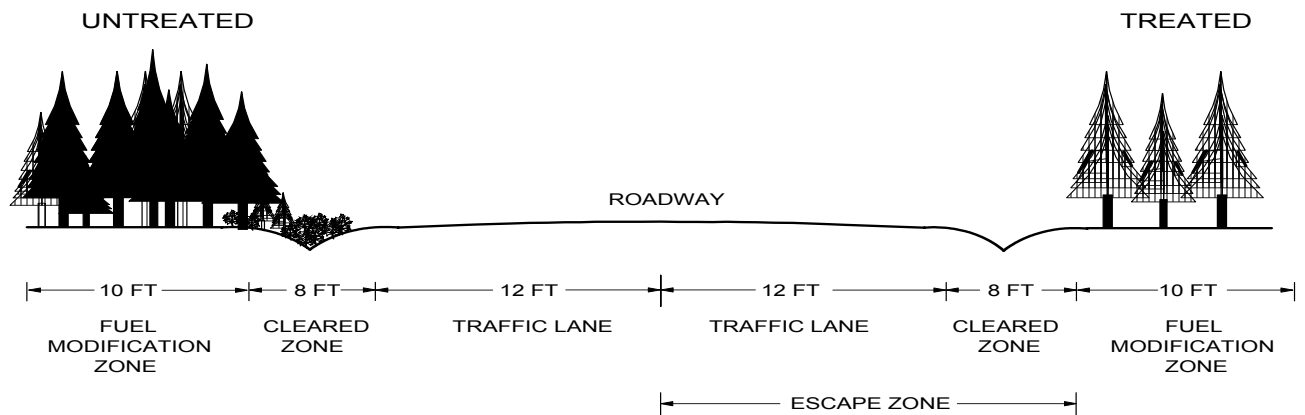 UNTREATED
TREATED
ROADWAY
10 FT 8 FT 12 FT 12 FT 8 FT 10 FT
FUEL
MODIFICATION
ZONE
CLEARED
ZONE
TRAFFIC LANE
TRAFFIC LANE
CLEARED
ZONE
FUEL
MODIFICATION
ZONE
ESCAPE ZONE